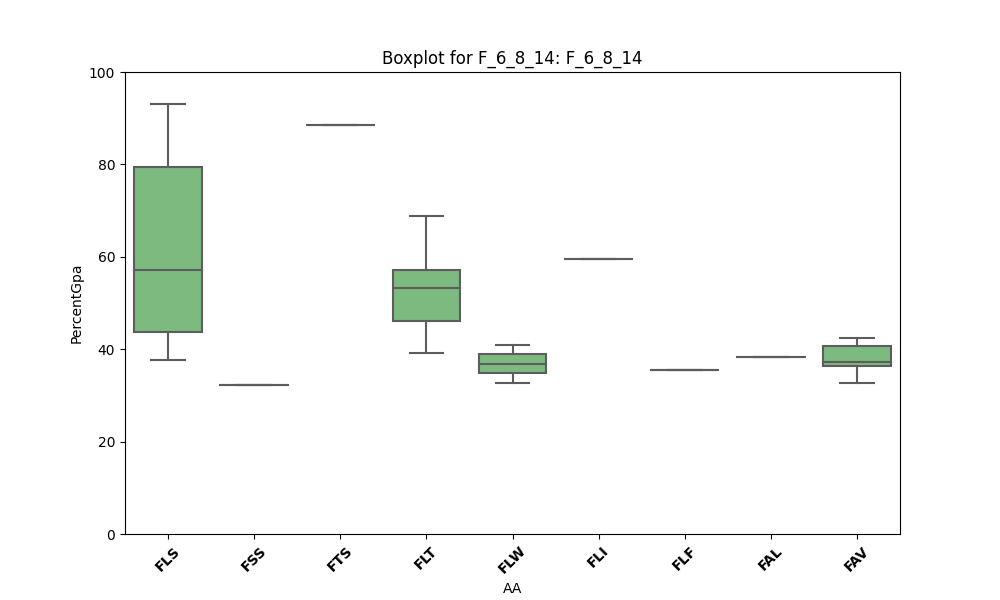 Boxplot for F_6_8_14: F_6_8_14
100
80
60
40
20
0
PercentGpa
FLS
FSS
FTS
FLT
FLW
FLI
FLF
FAL
FAV
AA